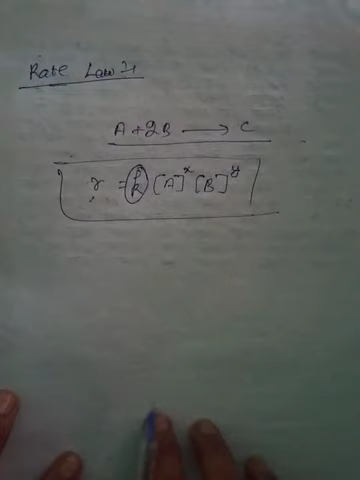 Rate Law :-
A + 2B ⟶ C
r = k [A]^x [B]^y